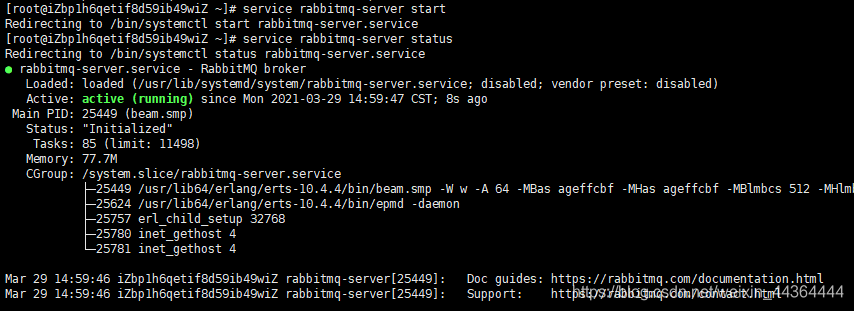 [root@iZbp1h6qetif8d59ib49wiZ ~]# service rabbitmq-server start
Redirecting to /bin/systemctl start rabbitmq-server.service
[root@iZbp1h6qetif8d59ib49wiZ ~]# service rabbitmq-server status
Redirecting to /bin/systemctl status rabbitmq-server.service
● rabbitmq-server.service - RabbitMQ broker
   Loaded: loaded (/usr/lib/systemd/system/rabbitmq-server.service; disabled; vendor preset: disabled)
   Active: active (running) since Mon 2021-03-29 14:59:47 CST; 8s ago
 Main PID: 25449 (beam.smp)
   Status: "Initialized"
    Tasks: 85 (limit: 11498)
   Memory: 77.7M
   CGroup: /system.slice/rabbitmq-server.service
           ├─25449 /usr/lib64/erlang/erts-10.4.4/bin/beam.smp -W w -A 64 -MBas ageffcbf -MHas ageffcbf -MBlmbcs 512 -MHlmb
           ├─25624 /usr/lib64/erlang/erts-10.4.4/bin/epmd -daemon
           ├─25757 erl_child_setup 32768
           ├─25780 inet_gethost 4
           └─25781 inet_gethost 4
Mar 29 14:59:46 iZbp1h6qetif8d59ib49wiZ rabbitmq-server[25449]:   Doc guides: https://rabbitmq.com/documentation.html
Mar 29 14:59:46 iZbp1h6qetif8d59ib49wiZ rabbitmq-server[25449]:   Support:    https://rabbitmq.com/contact.html
https://blog.csdn.net/weixin_44364444